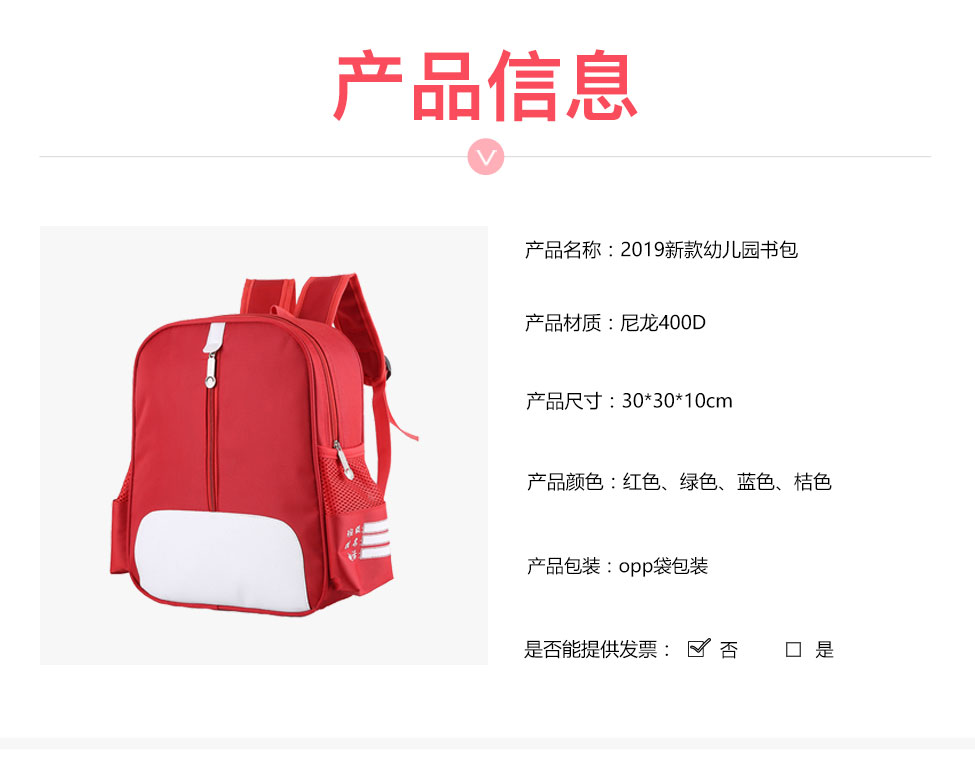 产品信息
产品名称：2019新款幼儿园书包
产品材质：尼龙400D
产品尺寸：30*30*10cm
产品颜色：红色、绿色、蓝色、桔色
产品包装：opp袋包装
是否能提供发票： 否 是